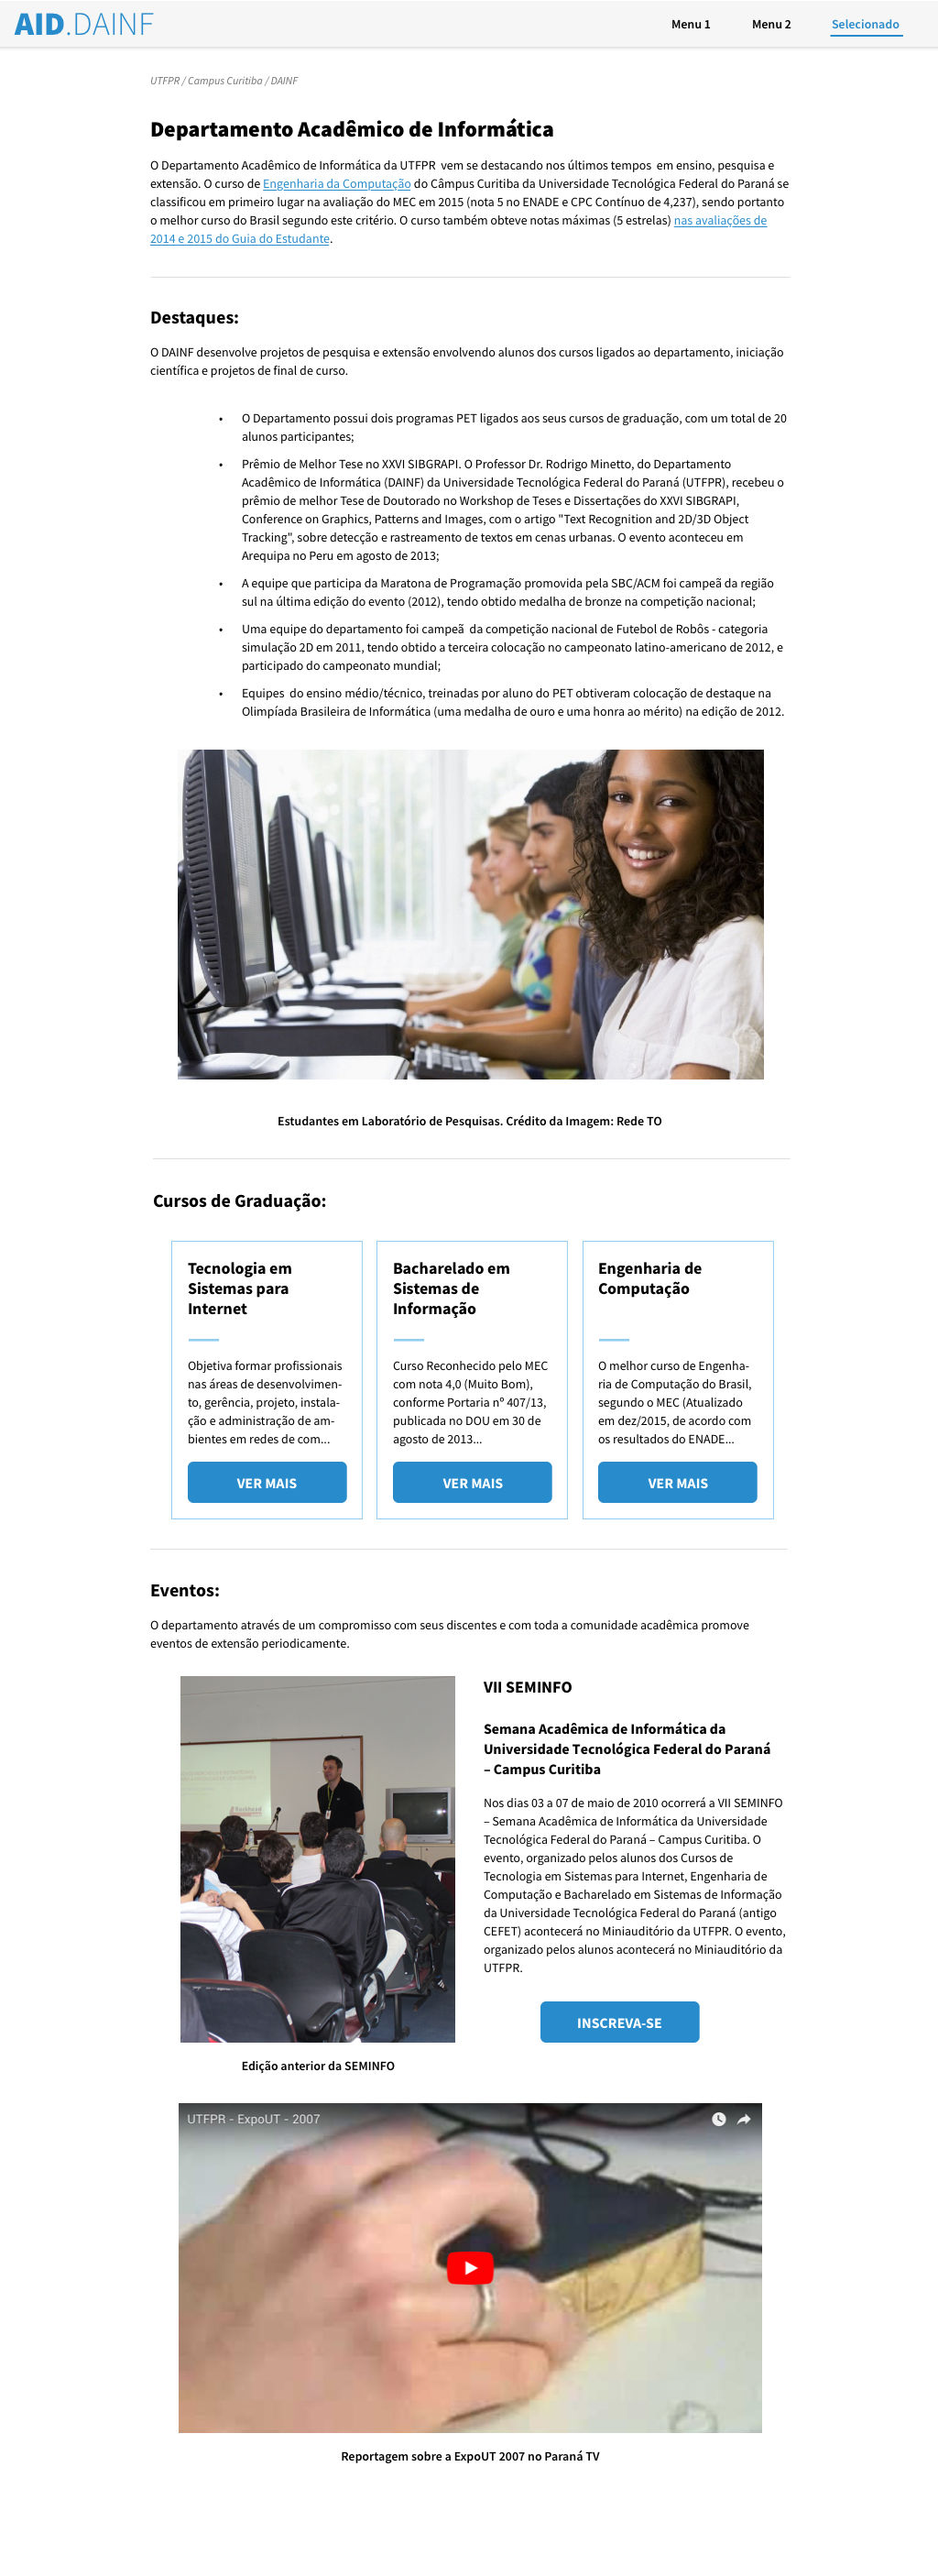 AID.DAINF
Menu 1
Menu 2
Selecionado
UTFPR / Campus Curitiba / DAINF
Departamento Acadêmico de Informática
O Departamento Acadêmico de Informática da UTFPR  vem se destacando nos últimos tempos  em ensino, pesquisa e
extensão. O curso de Engenharia da Computação do Câmpus Curitiba da Universidade Tecnológica Federal do Paraná se
classificou em primeiro lugar na avaliação do MEC em 2015 (nota 5 no ENADE e CPC Contínuo de 4,237), sendo portanto
o melhor curso do Brasil segundo este critério. O curso também obteve notas máximas (5 estrelas) nas avaliações de
2014 e 2015 do Guia do Estudante.
Destaques:
O DAINF desenvolve projetos de pesquisa e extensão envolvendo alunos dos cursos ligados ao departamento, iniciação
científica e projetos de final de curso.
• O Departamento possui dois programas PET ligados aos seus cursos de graduação, com um total de 20
alunos participantes;
• Prêmio de Melhor Tese no XXVI SIBGRAPI. O Professor Dr. Rodrigo Minetto, do Departamento
Acadêmico de Informática (DAINF) da Universidade Tecnológica Federal do Paraná (UTFPR), recebeu o
prêmio de melhor Tese de Doutorado no Workshop de Teses e Dissertações do XXVI SIBGRAPI,
Conference on Graphics, Patterns and Images, com o artigo "Text Recognition and 2D/3D Object
Tracking", sobre detecção e rastreamento de textos em cenas urbanas. O evento aconteceu em
Arequipa no Peru em agosto de 2013;
• A equipe que participa da Maratona de Programação promovida pela SBC/ACM foi campeã da região
sul na última edição do evento (2012), tendo obtido medalha de bronze na competição nacional;
• Uma equipe do departamento foi campeã  da competição nacional de Futebol de Robôs - categoria
simulação 2D em 2011, tendo obtido a terceira colocação no campeonato latino-americano de 2012, e
participado do campeonato mundial;
• Equipes  do ensino médio/técnico, treinadas por aluno do PET obtiveram colocação de destaque na
Olimpíada Brasileira de Informática (uma medalha de ouro e uma honra ao mérito) na edição de 2012.
Estudantes em Laboratório de Pesquisas. Crédito da Imagem: Rede TO
Cursos de Graduação:
Tecnologia em
Sistemas para
Internet
Objetiva formar profissionais
nas áreas de desenvolvimen-
to, gerência, projeto, instala-
ção e administração de am-
bientes em redes de com...
VER MAIS
Bacharelado em
Sistemas de
Informação
Curso Reconhecido pelo MEC
com nota 4,0 (Muito Bom),
conforme Portaria nº 407/13,
publicada no DOU em 30 de
agosto de 2013...
VER MAIS
Engenharia de
Computação
O melhor curso de Engenha-
ria de Computação do Brasil,
segundo o MEC (Atualizado
em dez/2015, de acordo com
os resultados do ENADE...
VER MAIS
Eventos:
O departamento através de um compromisso com seus discentes e com toda a comunidade acadêmica promove
eventos de extensão periodicamente.
VII SEMINFO
Semana Acadêmica de Informática da
Universidade Tecnológica Federal do Paraná
– Campus Curitiba
Nos dias 03 a 07 de maio de 2010 ocorrerá a VII SEMINFO
– Semana Acadêmica de Informática da Universidade
Tecnológica Federal do Paraná – Campus Curitiba. O
evento, organizado pelos alunos dos Cursos de
Tecnologia em Sistemas para Internet, Engenharia de
Computação e Bacharelado em Sistemas de Informação
da Universidade Tecnológica Federal do Paraná (antigo
CEFET) acontecerá no Miniauditório da UTFPR. O evento,
organizado pelos alunos acontecerá no Miniauditório da
UTFPR.
INSCREVA-SE
Edição anterior da SEMINFO
UTFPR - ExpoUT - 2007
Reportagem sobre a ExpoUT 2007 no Paraná TV